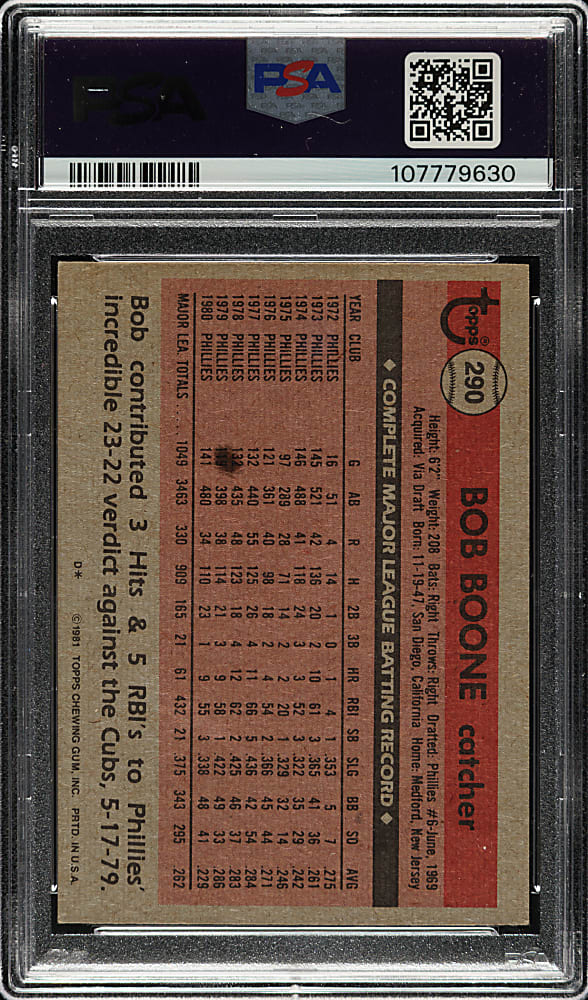 PSA
PSA
107779630
topps®
290
BOB BOONE catcher
Height: 6'2" Weight: 208 Bats: Right Throws: Right Drafted: Phillies #6-June, 1969
Acquired: Via Draft Born: 11-19-47, San Diego, California Home: Medford, New Jersey
◆ COMPLETE MAJOR LEAGUE BATTING RECORD ◆
YEAR CLUB G AB R H 2B 3B HR RBI SB SLG BB SO AVG
1972 PHILLIES 16 51 4 14 1 0 1 4 1 .353 5 7 .275
1973 PHILLIES 145 521 42 136 20 2 10 61 3 .365 41 36 .261
1974 PHILLIES 146 488 41 118 24 3 3 52 3 .322 35 29 .242
1975 PHILLIES 97 289 28 71 14 2 2 20 1 .329 32 14 .246
1976 PHILLIES 121 361 40 98 18 2 4 54 2 .366 45 44 .271
1977 PHILLIES 132 440 55 125 26 4 11 66 5 .436 42 54 .284
1978 PHILLIES 132 435 48 123 18 4 12 62 2 .425 46 37 .283
1979 PHILLIES 398 38 114 21 3 9 58 1 .422 49 33 .286
1980 PHILLIES 141 480 34 110 23 1 9 55 3 .338 48 41 .229
MAJOR LEA. TOTALS .... 1049 3463 330 909 165 21 61 432 21 .375 343 295 .262
Bob contributed 3 Hits & 5 RBI's to Phillies'
incredible 23-22 verdict against the Cubs, 5-17-79.
D* ©1981 TOPPS CHEWING GUM, INC. PRTD. IN U.S.A.